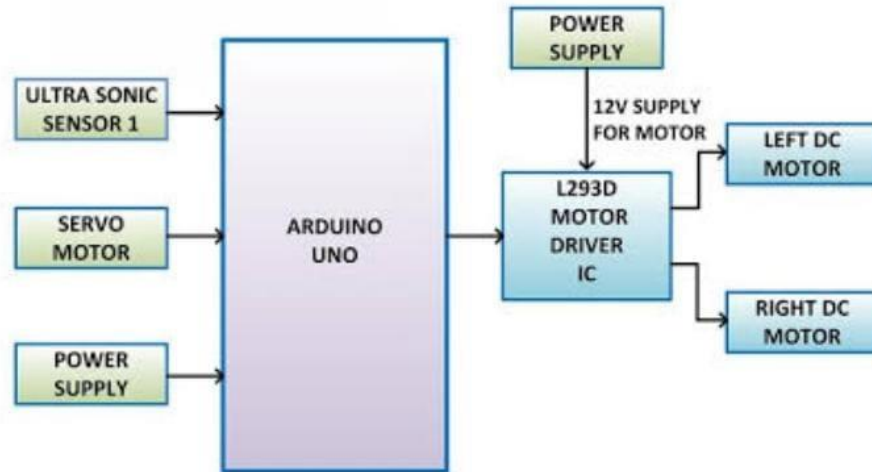 POWER
SUPPLY
ULTRA SONIC
SENSOR 1
12V SUPPLY
FOR MOTOR
LEFT DC
MOTOR
SERVO
MOTOR
ARDUINO
UNO
L293D
MOTOR
DRIVER
IC
RIGHT DC
MOTOR
POWER
SUPPLY